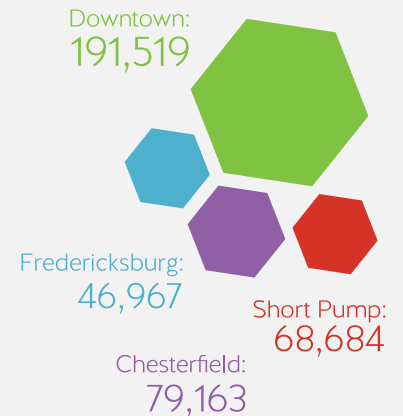 Downtown:
191,519
Fredericksburg:
46,967
Short Pump:
68,684
Chesterfield:
79,163